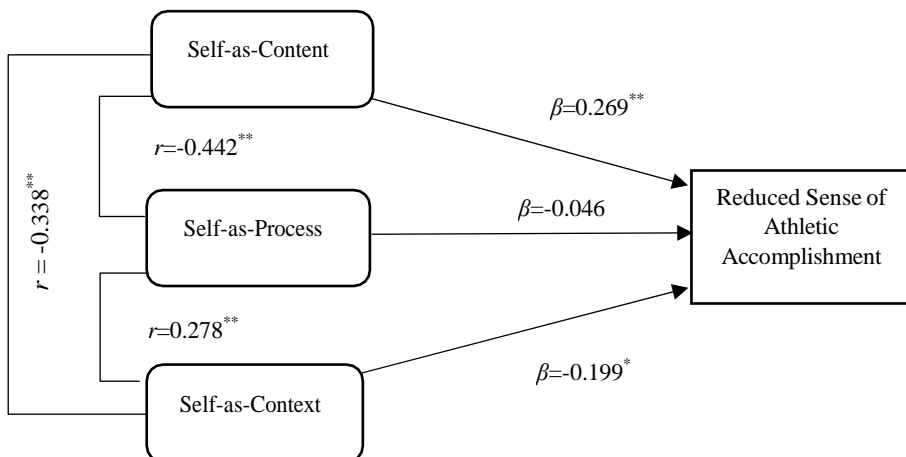 Self-as-Content
β=0.269**
r=-0.442**
r = -0.338**
Self-as-Process
β=-0.046
Reduced Sense of
Athletic
Accomplishment
r=0.278**
β=-0.199*
Self-as-Context